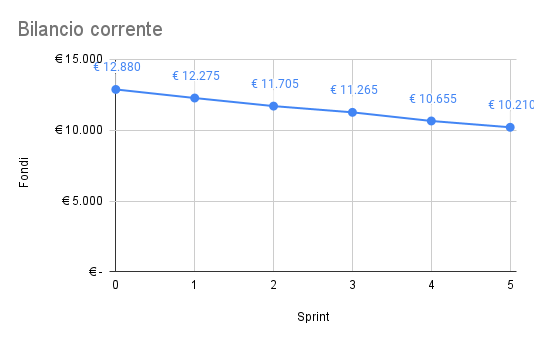 Bilancio corrente
€ 15.000
€ 12.880
€ 12.275
€ 11.705
€ 11.265
€ 10.655
€ 10.210
€ 10.000
€ 5.000
€ -
Fondi
0 1 2 3 4 5
Sprint